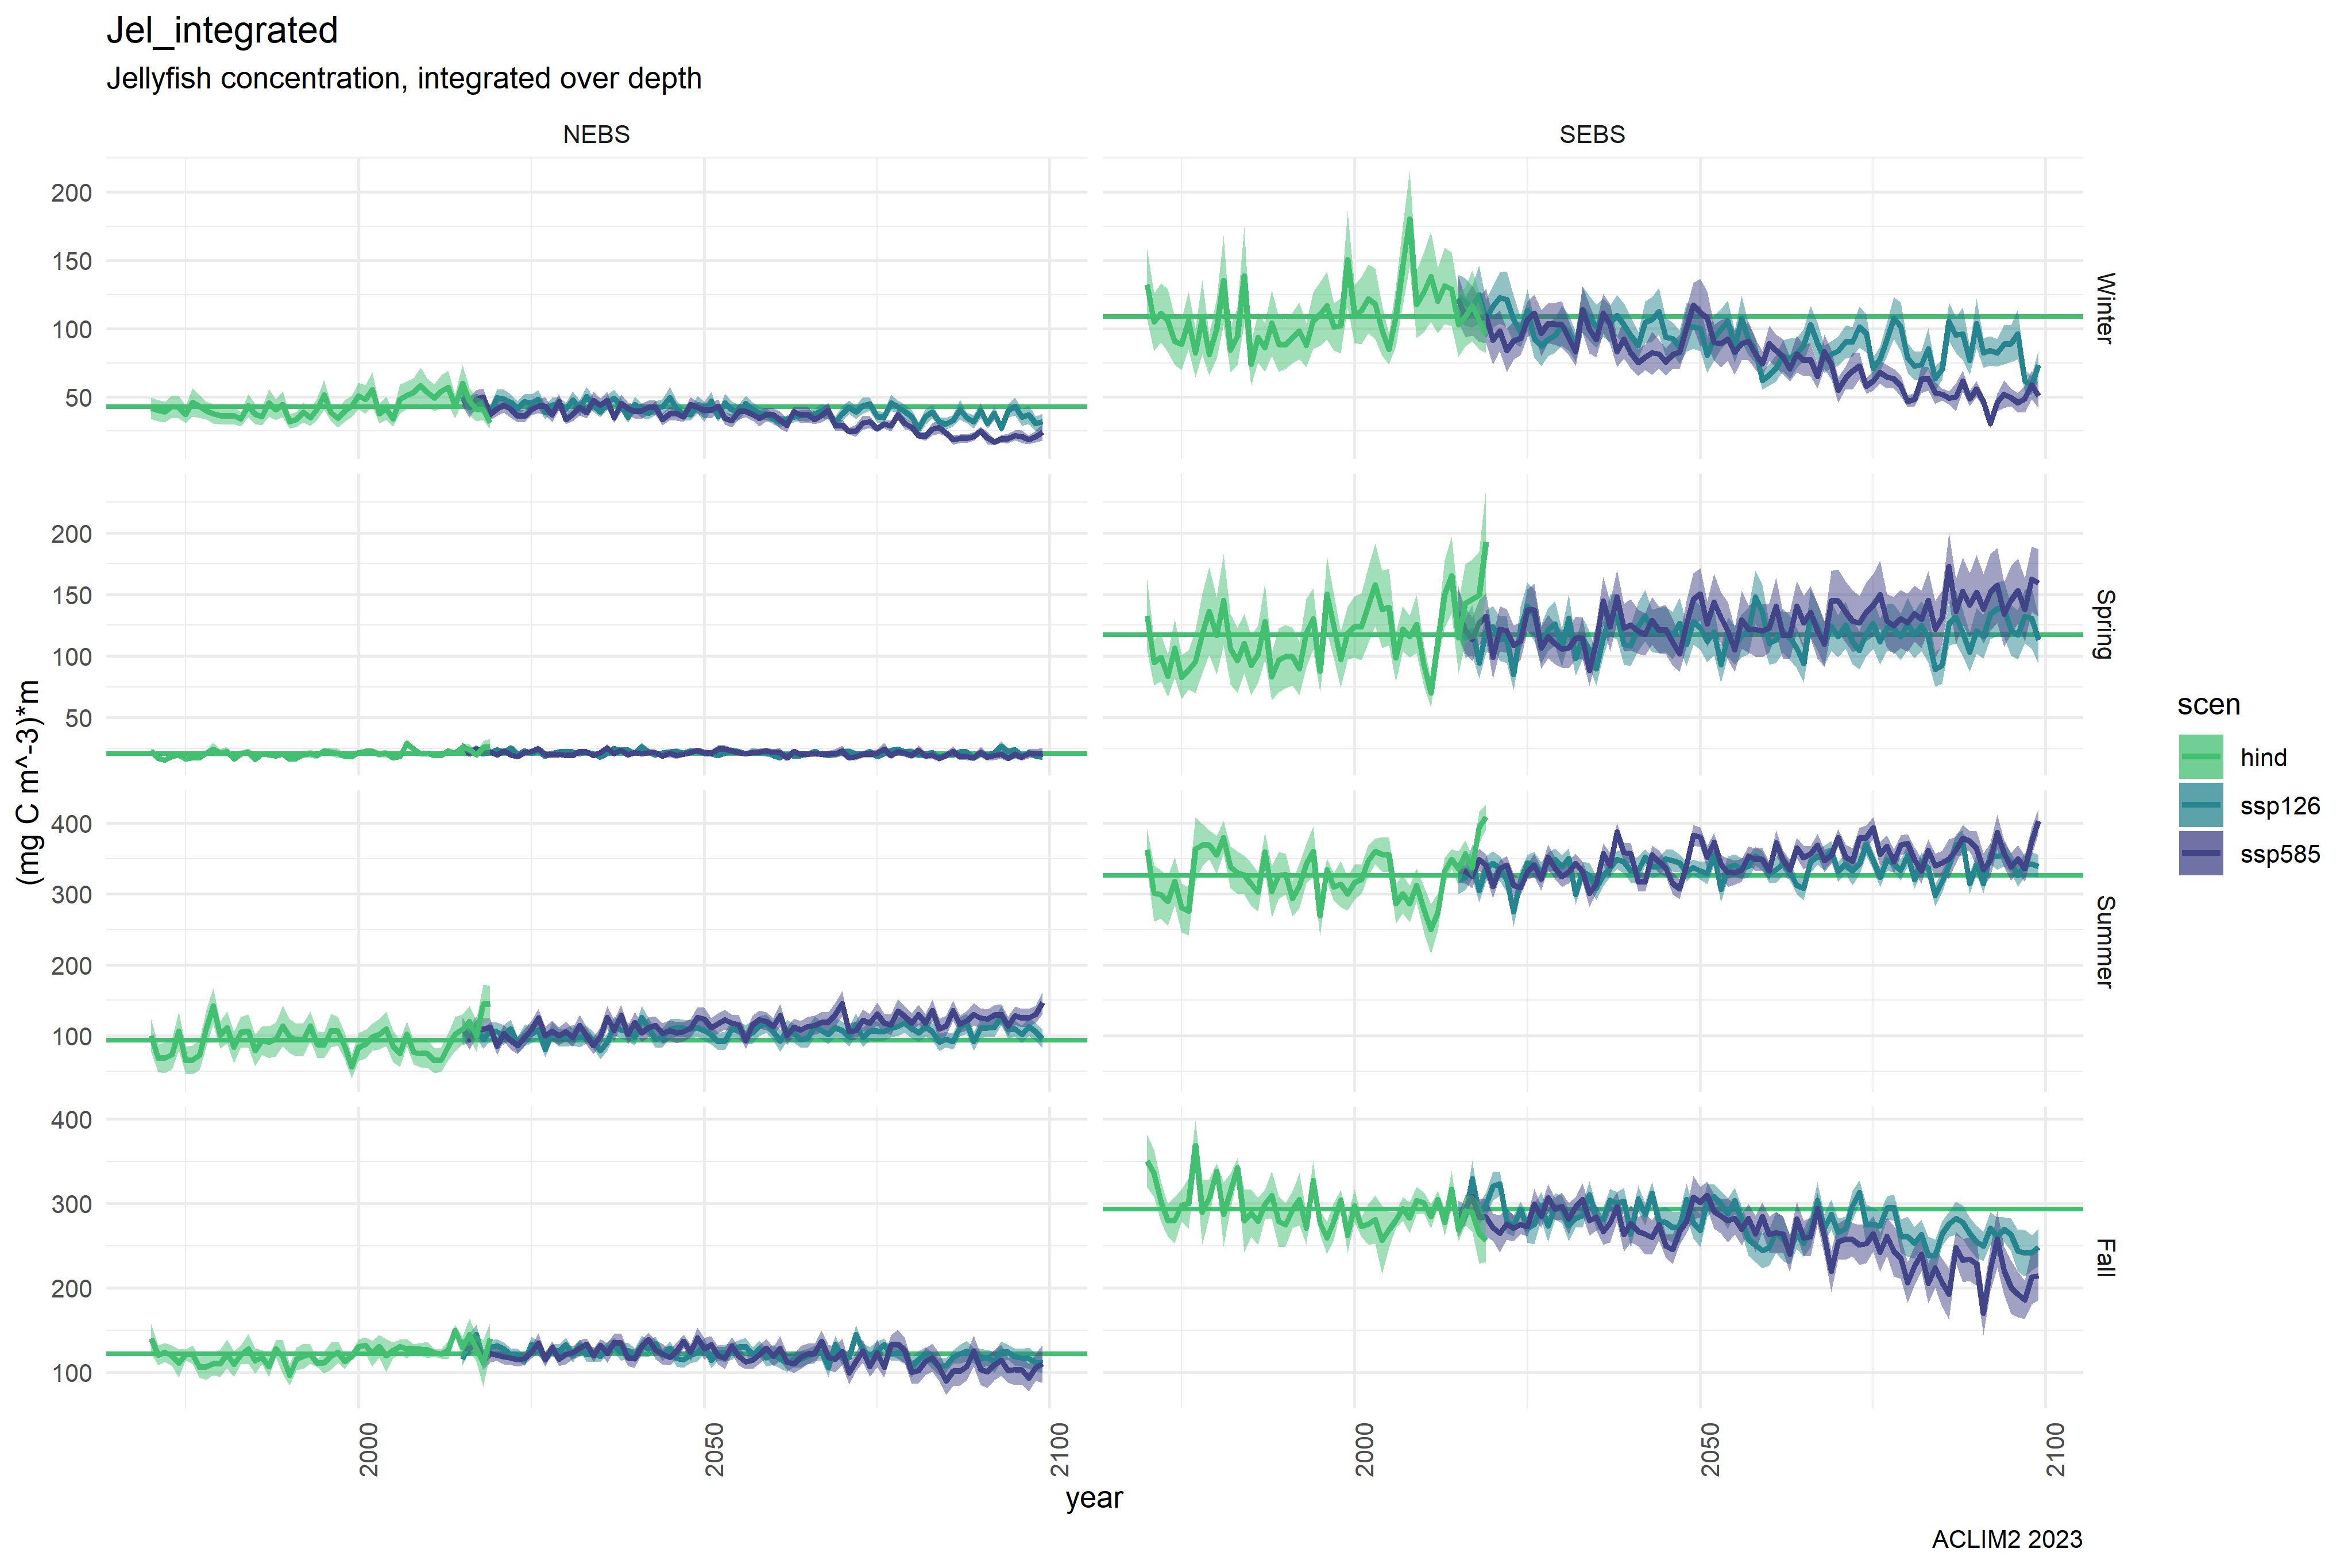 Jel_integrated
Jellyfish concentration, integrated over depth
NEBS
SEBS
200
150
100
50
Winter
200
150
100
50
Spring
400
300
200
100
Summer
400
300
200
100
Fall
(mg C m^-3)*m
2000
2050
2100
2000
2050
2100
year
scen
hind
ssp126
ssp585
ACLIM2 2023